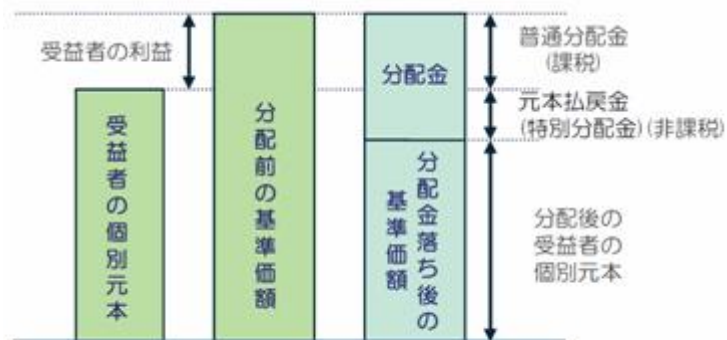 受益者の利益
受益者の個別元本
分配前の基準価額
分配金
分配金落ち後の
基準価額
普通分配金
(課税)
元本払戻金
(特別分配金)(非課税)
分配後の
受益者の
個別元本